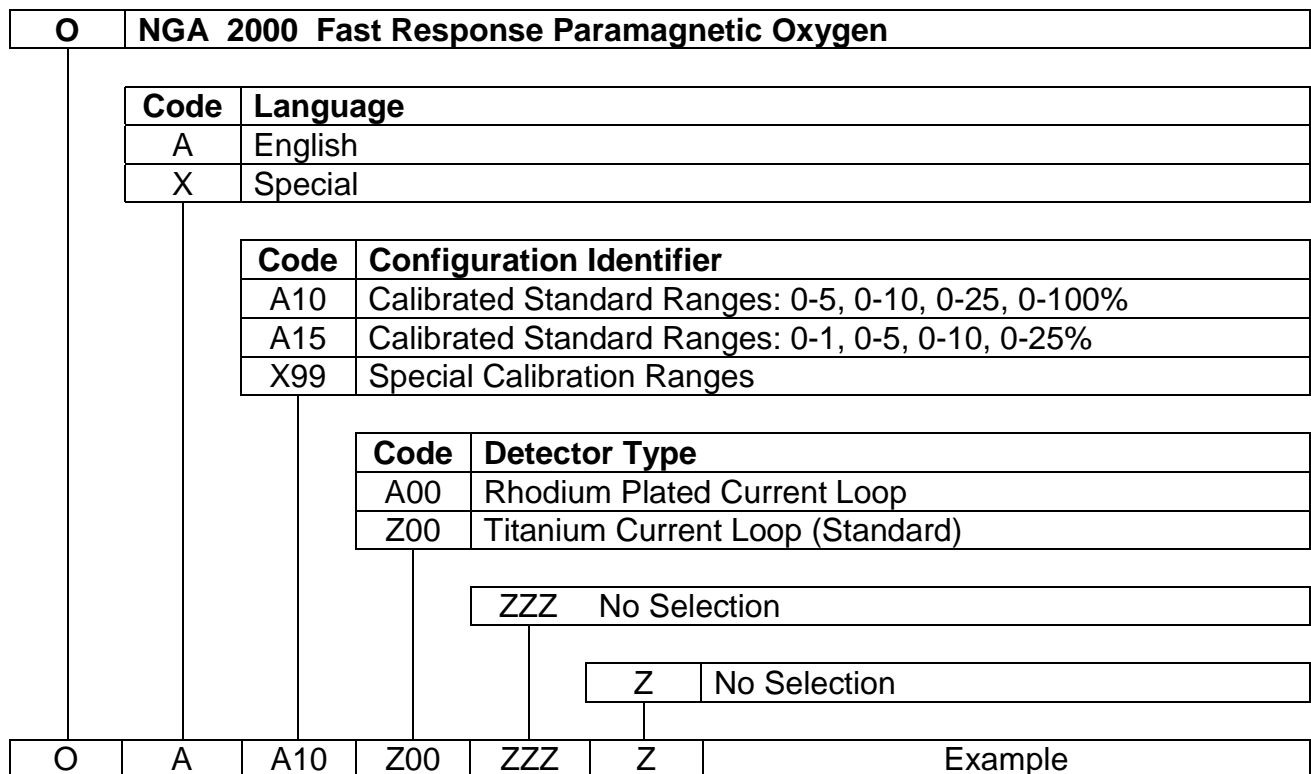 O NGA 2000 Fast Response Paramagnetic Oxygen
Code Language
A English
X Special
Code Configuration Identifier
A10 Calibrated Standard Ranges: 0-5, 0-10, 0-25, 0-100%
A15 Calibrated Standard Ranges: 0-1, 0-5, 0-10, 0-25%
X99 Special Calibration Ranges
Code Detector Type
A00 Rhodium Plated Current Loop
Z00 Titanium Current Loop (Standard)
ZZZ No Selection
Z No Selection
O A A10 Z00 ZZZ Z Example